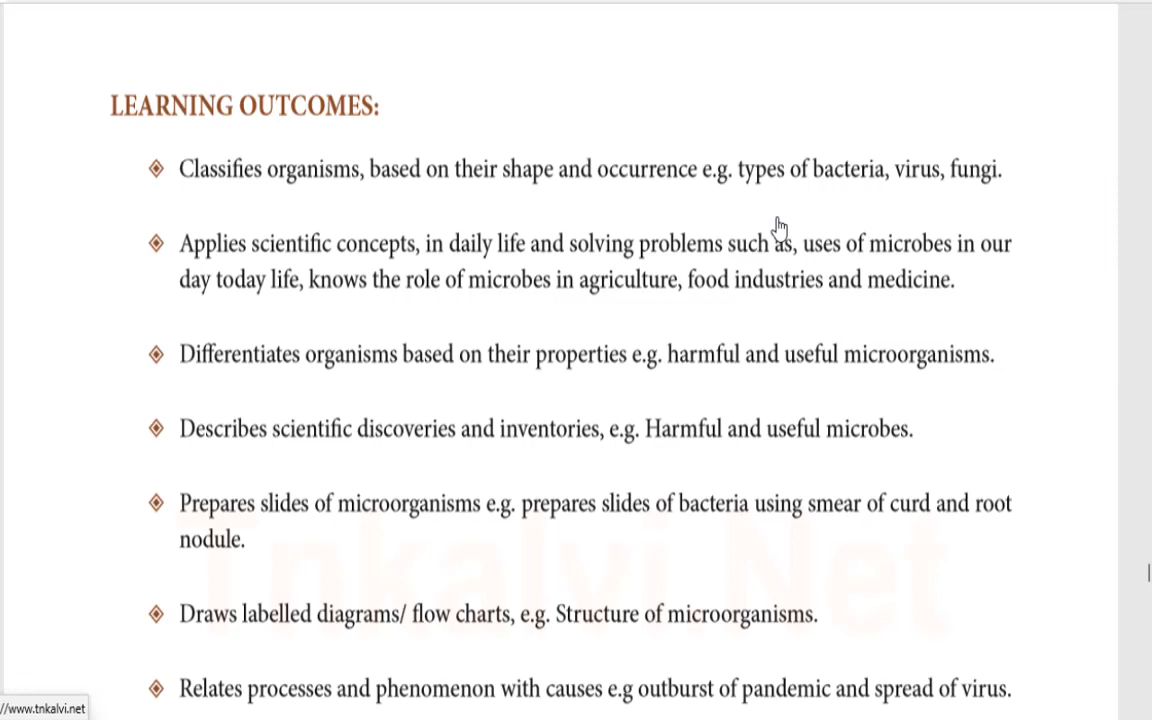 LEARNING OUTCOMES:
Classifies organisms, based on their shape and occurrence e.g. types of bacteria, virus, fungi.
Applies scientific concepts, in daily life and solving problems such as, uses of microbes in our
day today life, knows the role of microbes in agriculture, food industries and medicine.
Differentiates organisms based on their properties e.g. harmful and useful microorganisms.
Describes scientific discoveries and inventories, e.g. Harmful and useful microbes.
Prepares slides of microorganisms e.g. prepares slides of bacteria using smear of curd and root
nodule.
Tnkalvi.Net
Draws labelled diagrams/ flow charts, e.g. Structure of microorganisms.
Relates processes and phenomenon with causes e.g outburst of pandemic and spread of virus.
//www.tnkalvi.net